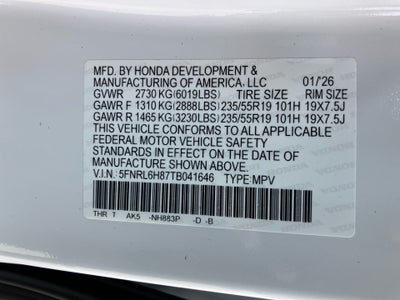 MFD. BY HONDA DEVELOPMENT &
MANUFACTURING OF AMERICA, LLC 01/'26
GVWR 2730 KG(6019LBS) TIRE SIZE RIM SIZE
GAWR F 1310 KG(2888LBS) 235/55R19 101H 19X7.5J
GAWR R 1465 KG(3230LBS) 235/55R19 101H 19X7.5J
THIS VEHICLE CONFORMS TO ALL APPLICABLE
FEDERAL MOTOR VEHICLE SAFETY
STANDARDS IN EFFECT ON THE DATE OF
MANUFACTURE SHOWN ABOVE.
V.I.N.: 5FNRL6H87TB041646 TYPE:MPV
THR T AK5 -NH883P -D -B